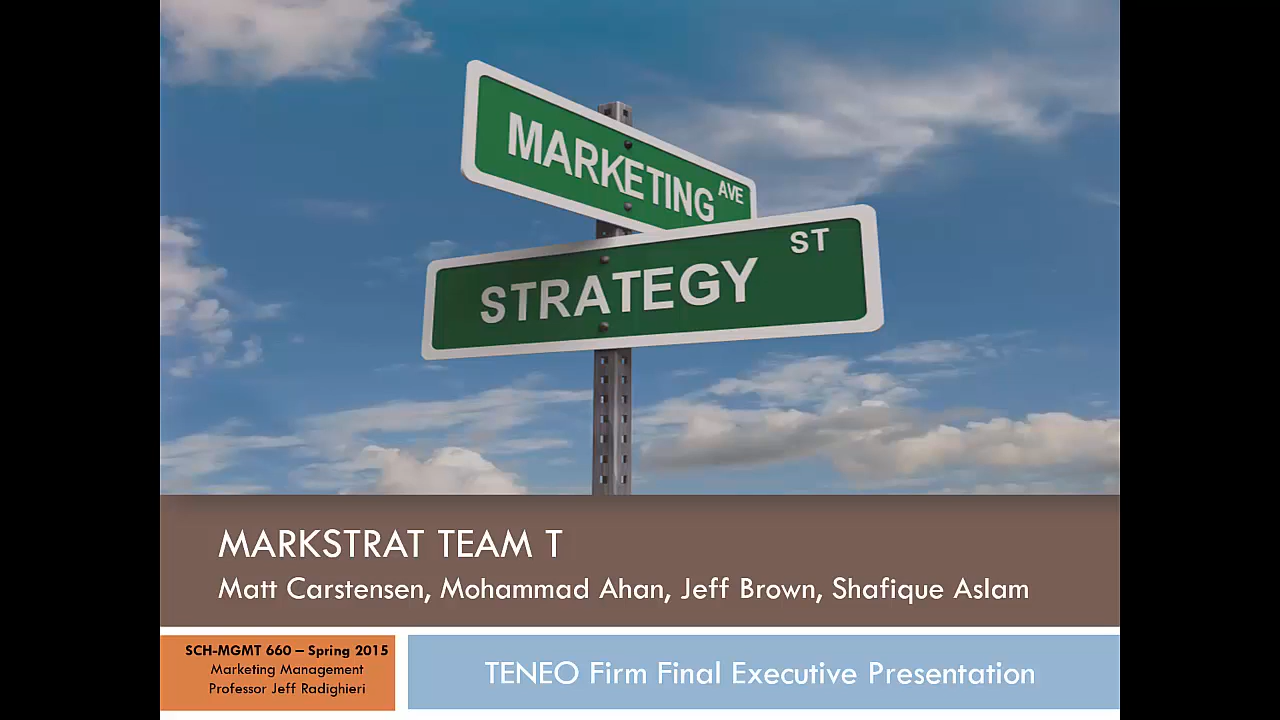 MARKETING AVE
STRATEGY ST
MARKSTRAT TEAM T
Matt Carstensen, Mohammad Ahan, Jeff Brown, Shafique Aslam
SCH-MGMT 660 – Spring 2015
Marketing Management
Professor Jeff Radighieri
TENEO Firm Final Executive Presentation